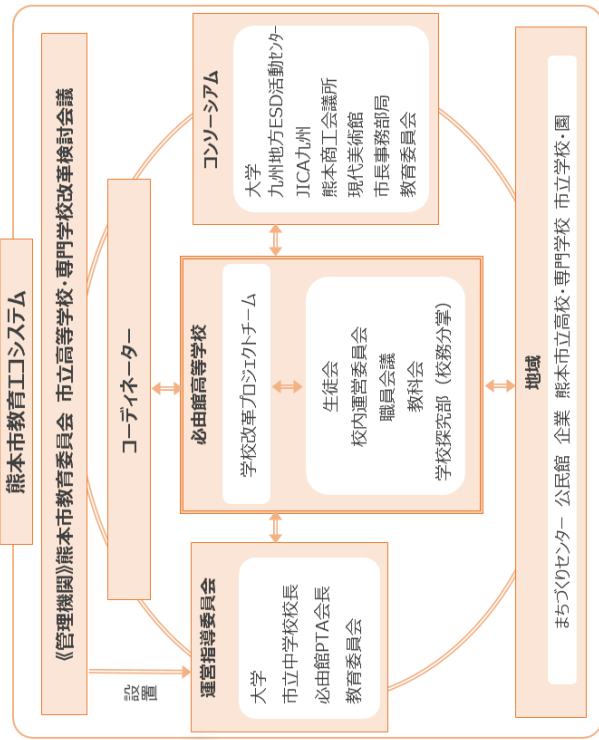 熊本市教育エコシステム
《管理機関》熊本市教育委員会 市立高等学校・専門学校改革検討会議
設置
コーディネーター
運営指導委員会
大学
市立中学校校長
必由館PTA会長
教育委員会
必由館高等学校
学校改革プロジェクトチーム
生徒会
校内運営委員会
職員会議
教科会
学校探究部（校務分掌）
コンソーシアム
大学
九州地方ESD活動センター
JICA九州
熊本商工会議所
現代美術館
市長事務部局
教育委員会
地域
まちづくりセンター 公民館 企業 熊本市立高校・専門学校 市立学校・園